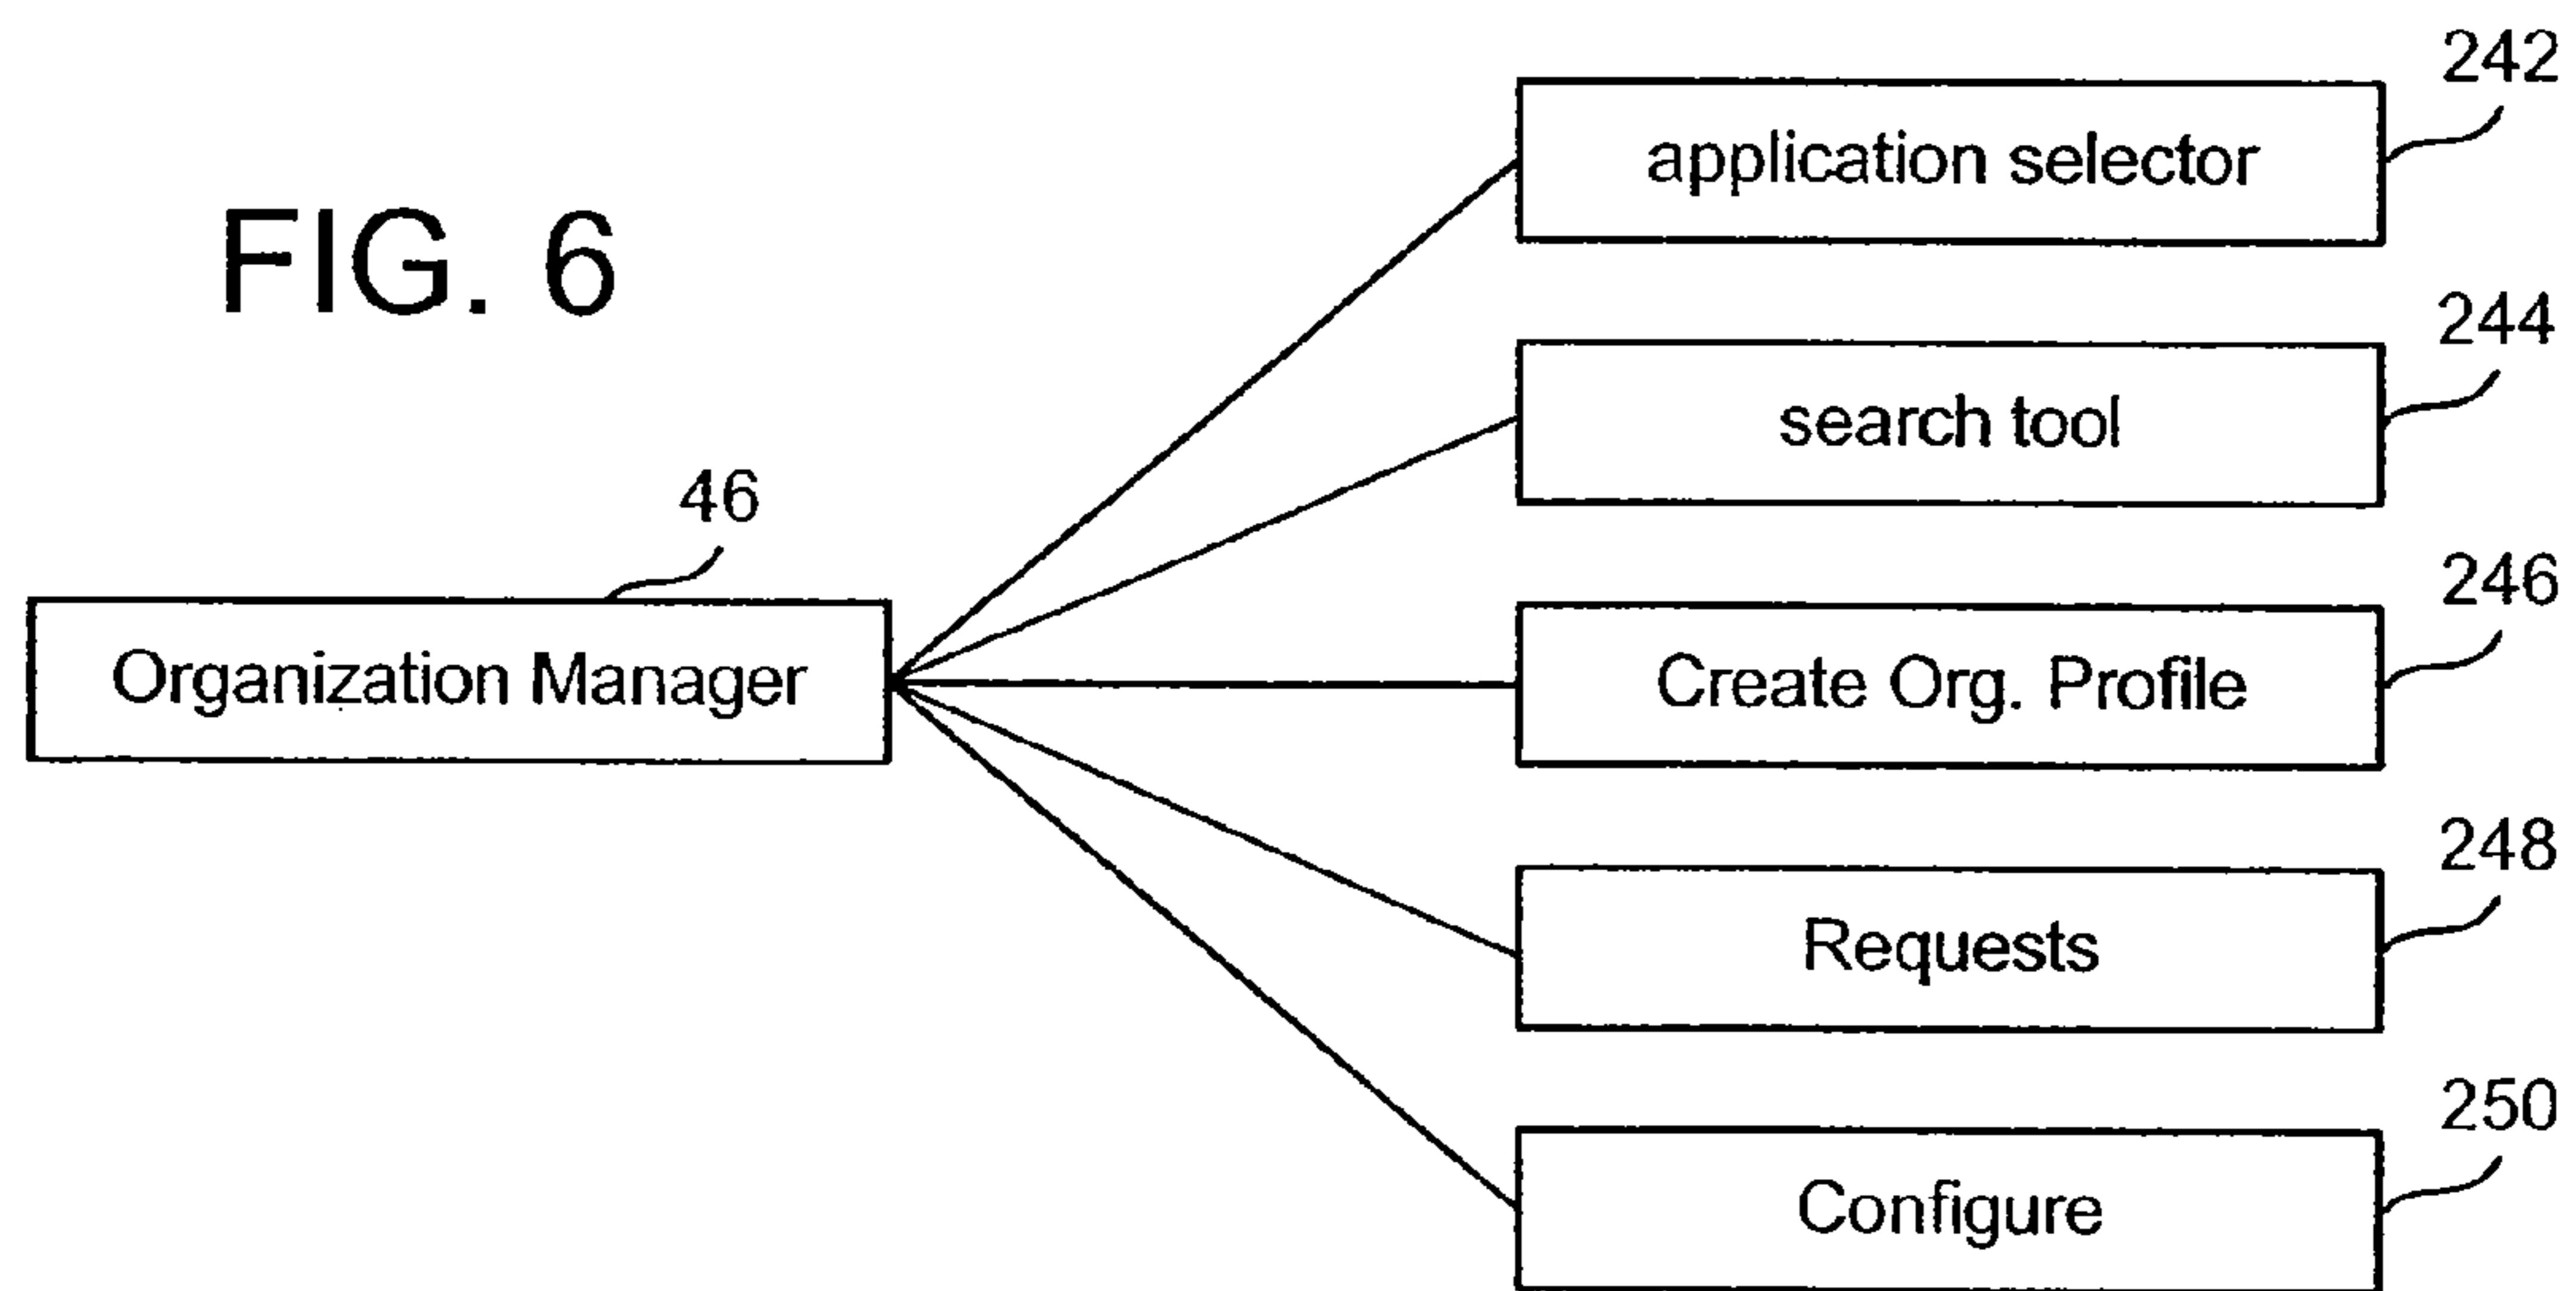 FIG. 6
242
application selector
244
search tool
46
Organization Manager
246
Create Org. Profile
248
Requests
250
Configure